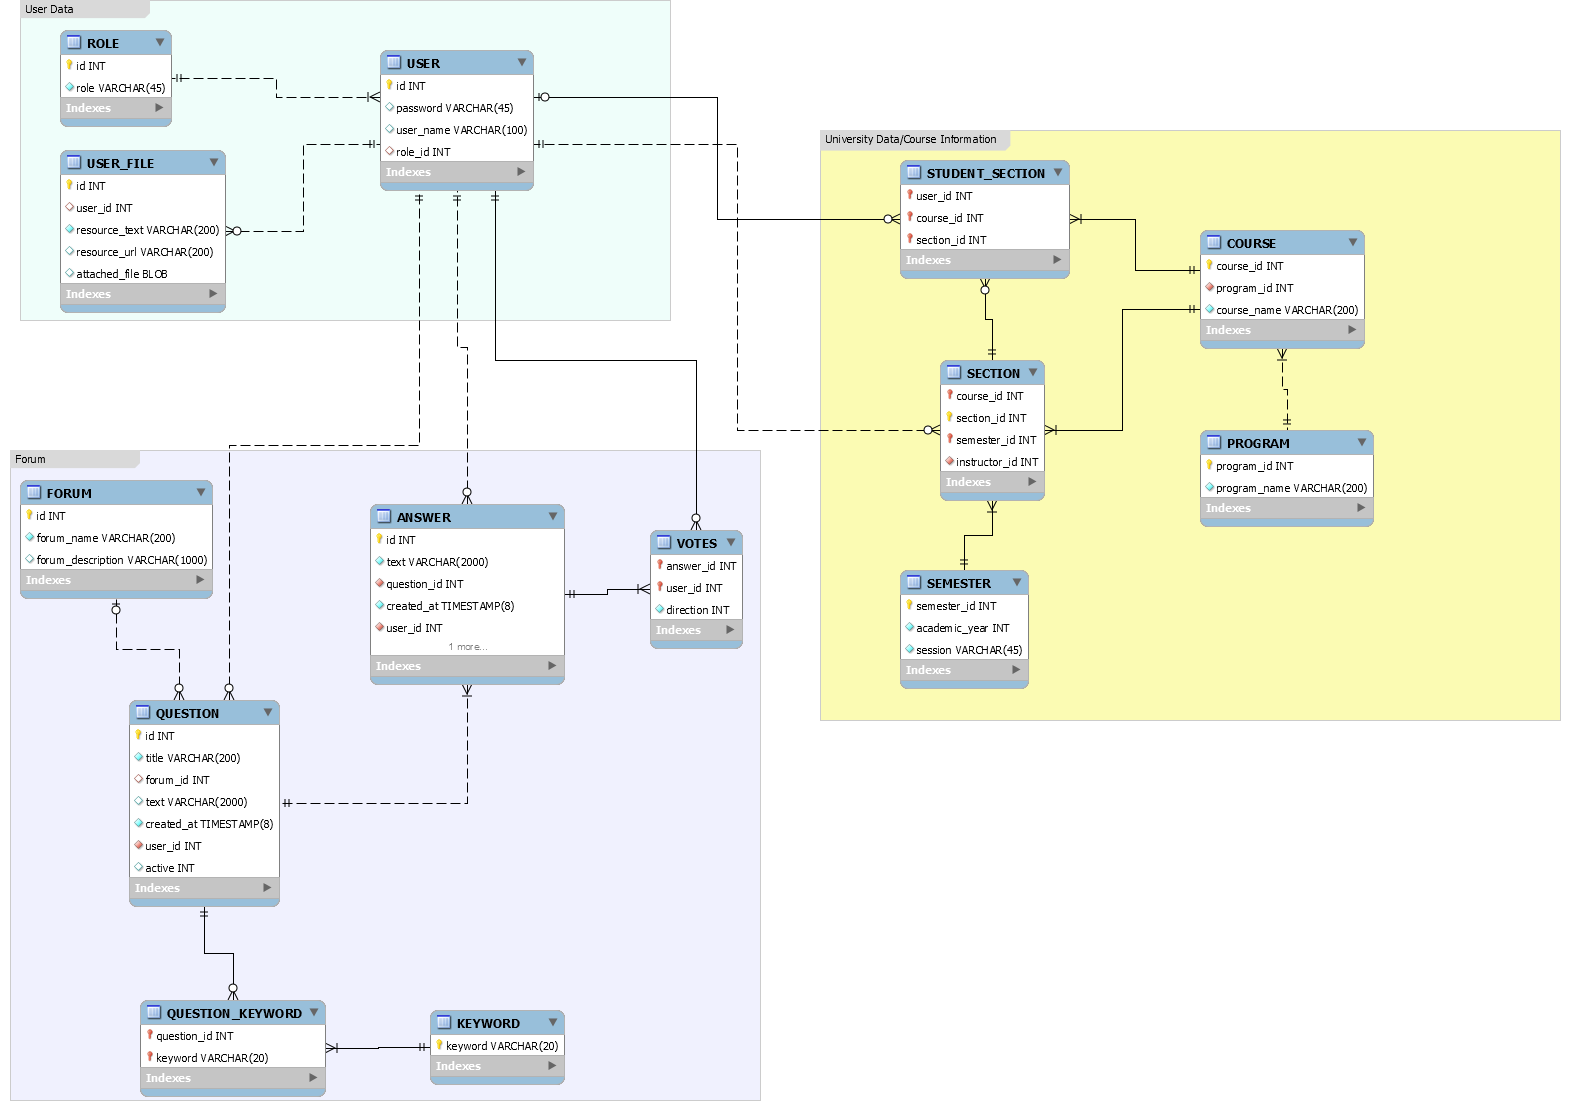 User Data
ROLE
id INT
role VARCHAR(45)
Indexes
USER
id INT
password VARCHAR(45)
user_name VARCHAR(100)
role_id INT
Indexes
USER_FILE
id INT
user_id INT
resource_text VARCHAR(200)
resource_url VARCHAR(200)
attached_file BLOB
Indexes
University Data/Course Information
STUDENT_SECTION
user_id INT
course_id INT
section_id INT
Indexes
COURSE
course_id INT
program_id INT
course_name VARCHAR(200)
Indexes
SECTION
course_id INT
section_id INT
semester_id INT
instructor_id INT
Indexes
PROGRAM
program_id INT
program_name VARCHAR(200)
Indexes
SEMESTER
semester_id INT
academic_year INT
session VARCHAR(45)
Indexes
Forum
FORUM
id INT
forum_name VARCHAR(200)
forum_description VARCHAR(1000)
Indexes
ANSWER
id INT
text VARCHAR(2000)
question_id INT
created_at TIMESTAMP(8)
user_id INT
1 more...
Indexes
VOTES
answer_id INT
user_id INT
direction INT
Indexes
QUESTION
id INT
title VARCHAR(200)
forum_id INT
text VARCHAR(2000)
created_at TIMESTAMP(8)
user_id INT
active INT
Indexes
QUESTION_KEYWORD
question_id INT
keyword VARCHAR(20)
Indexes
KEYWORD
keyword VARCHAR(20)
Indexes